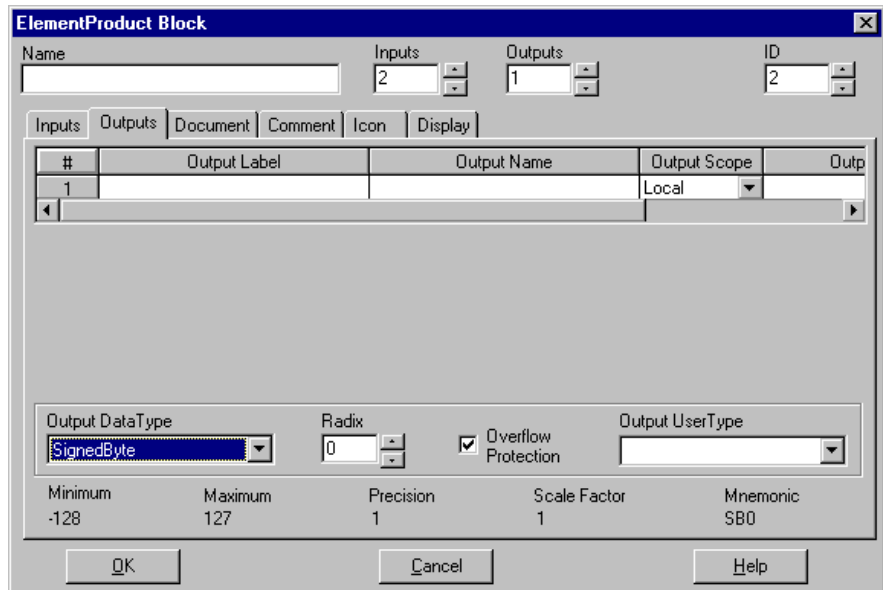 ElementProduct Block
Name Inputs Outputs ID
2 1 2
Inputs Outputs Document Comment Icon Display
# Output Label Output Name Output Scope Outp
1 Local
Output DataType Radix Output UserType
SignedByte 0 Overflow Protection
Minimum Maximum Precision Scale Factor Mnemonic
-128 127 1 1 SB0
OK Cancel Help